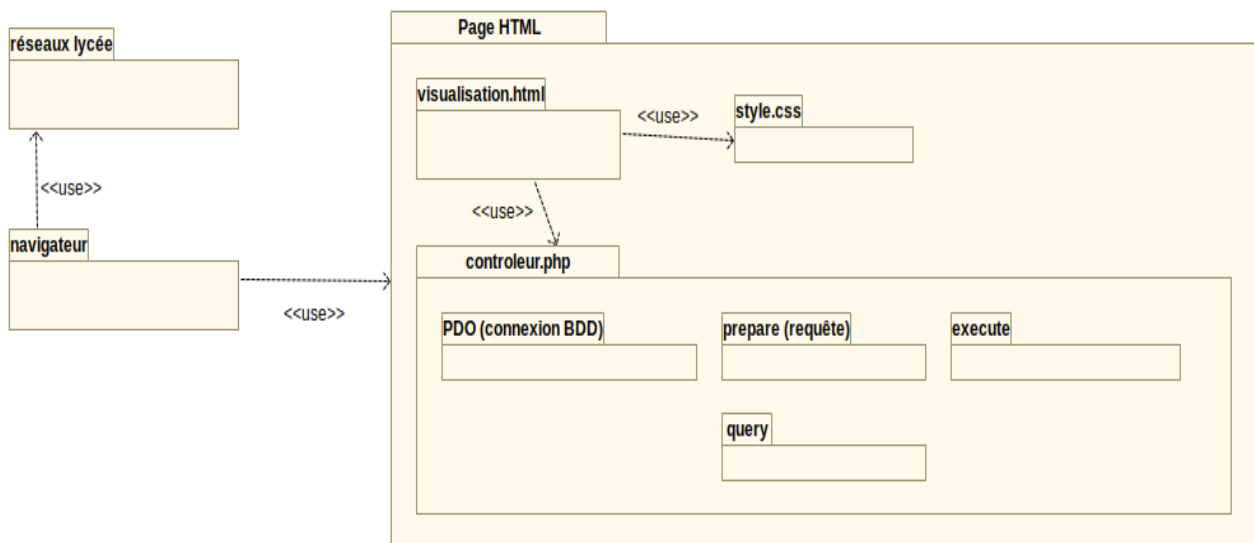 Page HTML
réseaux lycée
visualisation.html
<<use>>
style.css
<<use>>
<<use>>
navigateur
controleur.php
<<use>>
PDO (connexion BDD)
prepare (requête)
execute
query